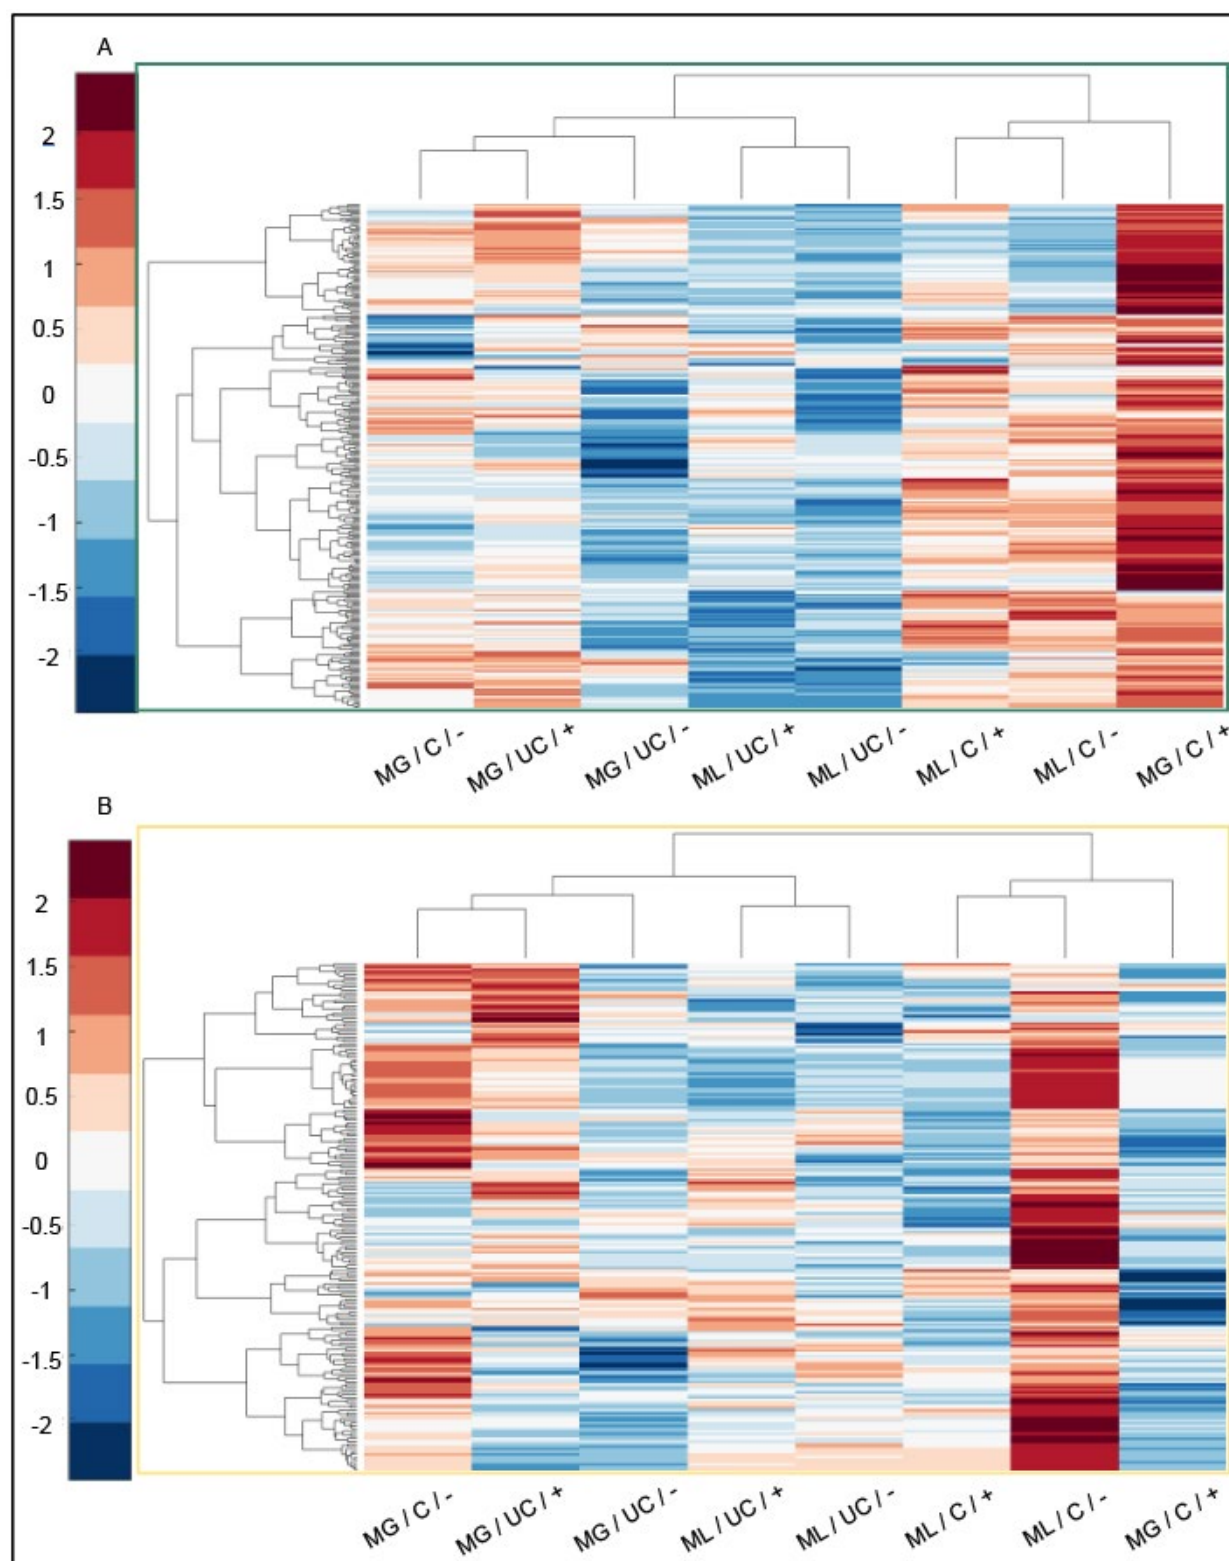 A
2
1.5
1
0.5
0
-0.5
-1
-1.5
-2
MG / C / -
MG / UC / +
MG / UC / -
ML / UC / +
ML / UC / -
ML / C / +
ML / C / -
MG / C / +
B
2
1.5
1
0.5
0
-0.5
-1
-1.5
-2
MG / C / -
MG / UC / +
MG / UC / -
ML / UC / +
ML / UC / -
ML / C / +
ML / C / -
MG / C / +